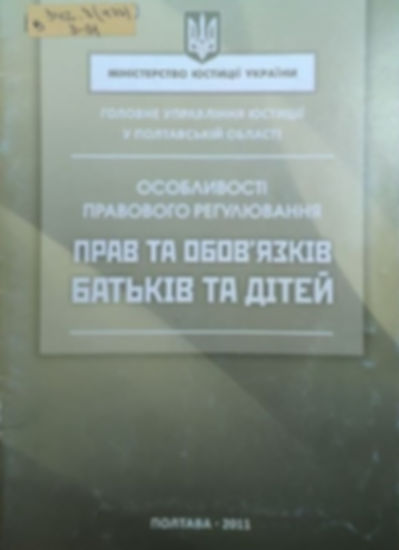 МІНІСТЕРСТВО ЮСТИЦІЇ УКРАЇНИ
ГОЛОВНЕ УПРАВЛІННЯ ЮСТИЦІЇ
У ПОЛТАВСЬКІЙ ОБЛАСТІ
ОСОБЛИВОСТІ
ПРАВОВОГО РЕГУЛЮВАННЯ
ПРАВ ТА ОБОВ'ЯЗКІВ
БАТЬКІВ ТА ДІТЕЙ
ПОЛТАВА - 2011